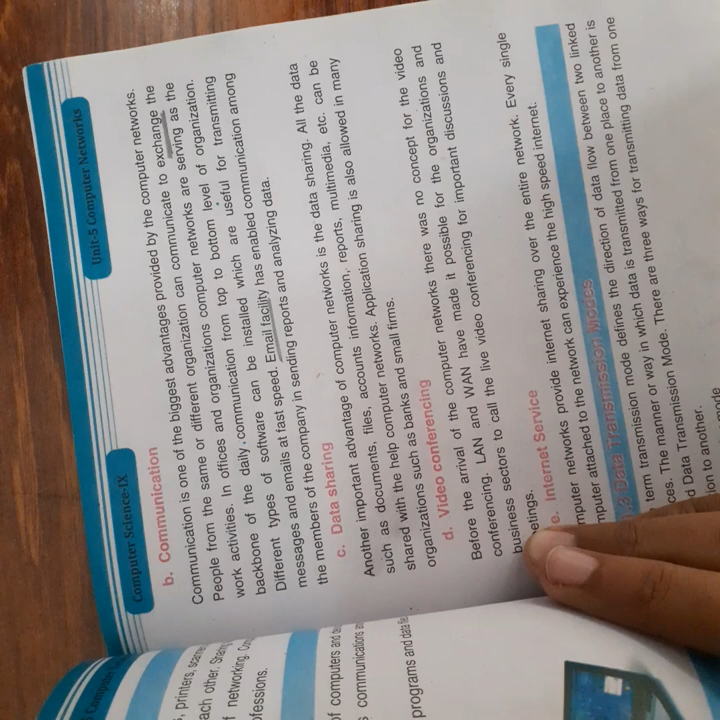 Computer Science-IX
Unit-5 Computer Networks
b. Communication
Communication is one of the biggest advantages provided by the computer networks.
People from the same or different organization can communicate to exchange the
work activities. In offices and organizations computer networks are serving as the
backbone of the daily communication from top to bottom level of organization.
Different types of software can be installed which are useful for transmitting
messages and emails at fast speed. Email facility has enabled communication among
the members of the company in sending reports and analyzing data.
c. Data sharing
Another important advantage of computer networks is the data sharing. All the data
such as documents, files, accounts information, reports, multimedia, etc. can be
shared with the help computer networks. Application sharing is also allowed in many
organizations such as banks and small firms.
d. Video conferencing
Before the arrival of the computer networks there was no concept for the video
conferencing. LAN and WAN have made it possible for the organizations and
business sectors to call the live video conferencing for important discussions and
eetings.
e. Internet Service
mputer networks provide internet sharing over the entire network. Every single
mputer attached to the network can experience the high speed internet.
.3 Data Transmission Modes
term transmission mode defines the direction of data flow between two linked
ces. The manner or way in which data is transmitted from one place to another is
d Data Transmission Mode. There are three ways for transmitting data from one
ion to another.
mode
, printers,
ach other.
f networking.
ofessions.
of computers and
s communications
programs and data